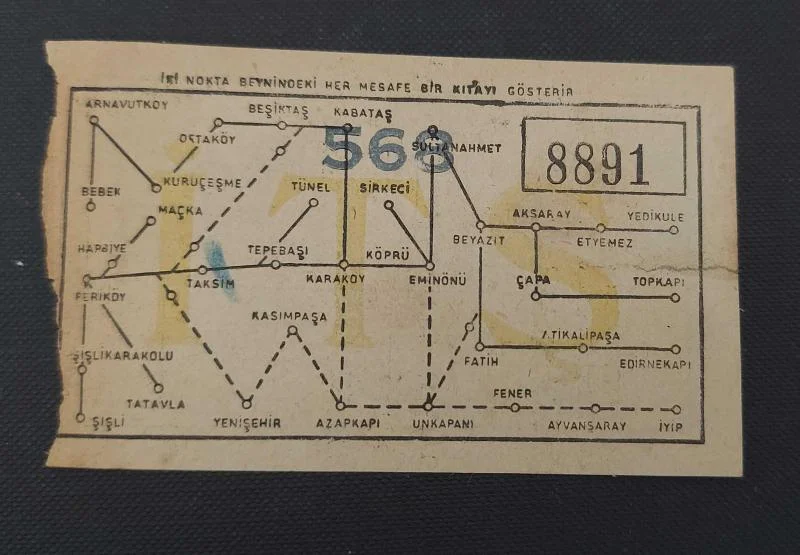 İKİ NOKTA BEYNİNDEKİ HER MESAFE BİR KITAYI GÖSTERİR
ARNAVUTKÖY
BEŞİKTAŞ
KABATAŞ
ORTAKÖY
568
SULTANAHMET
8891
BEBEK
KURUÇEŞME
MAÇKA
TÜNEL
SİRKECİ
AKSARAY
YEDIKULE
HARBİYE
TEPEBAŞI
KÖPRÜ
BEYAZIT
ETYEMEZ
İTS
FERİKÖY
TAKSİM
KARAKÖY
EMİNÖNÜ
ÇAPA
TOPKAPI
KASIMPAŞA
ATİKALİPAŞA
ŞİŞLİKARAKOLU
FATİH
EDİRNEKAPI
TATAVLA
FENER
ŞİŞLİ
YENİŞEHİR
AZAPKAPI
UNKAPANI
AYVANSARAY
İYİP